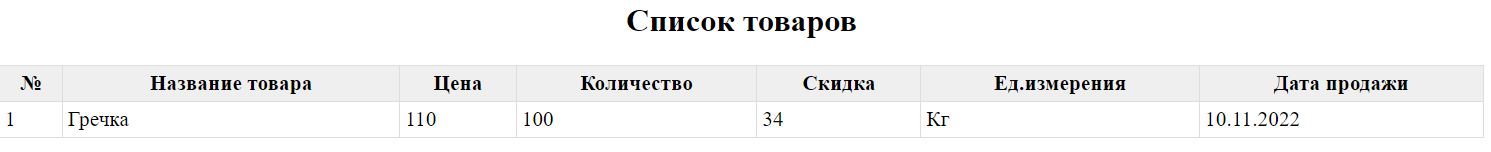 Список товаров
№ Название товара Цена Количество Скидка Ед.измерения Дата продажи
1 Гречка 110 100 34 Кг 10.11.2022